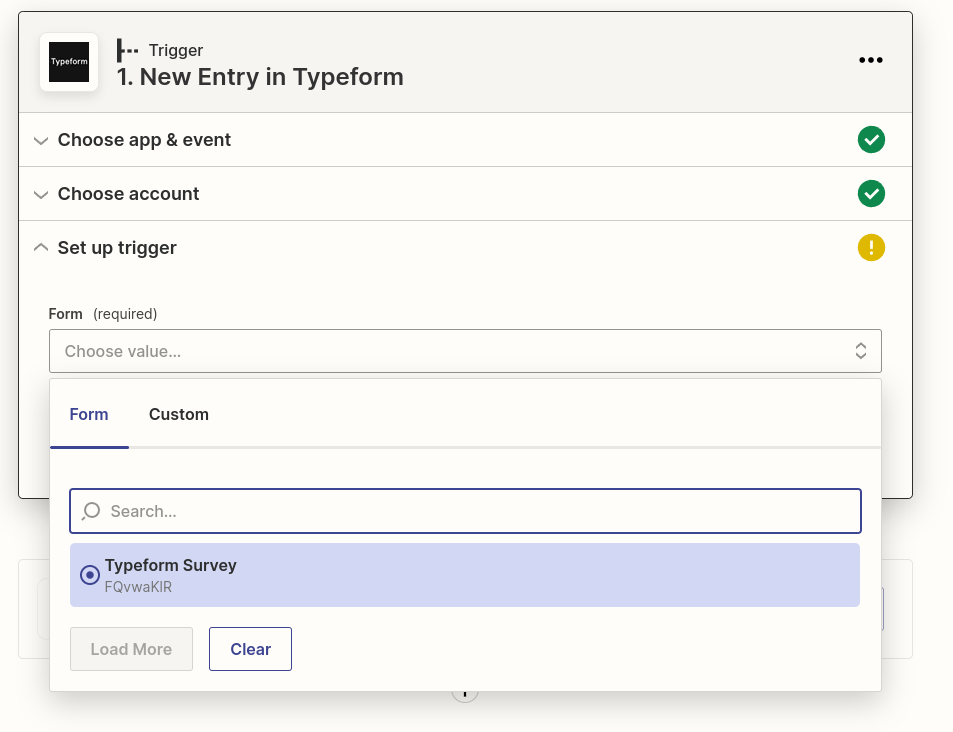 Typeform
Trigger
1. New Entry in Typeform
Choose app & event
Choose account
Set up trigger
Form (required)
Choose value...
Form Custom
Search...
Typeform Survey
FQvwaKIR
Load More Clear